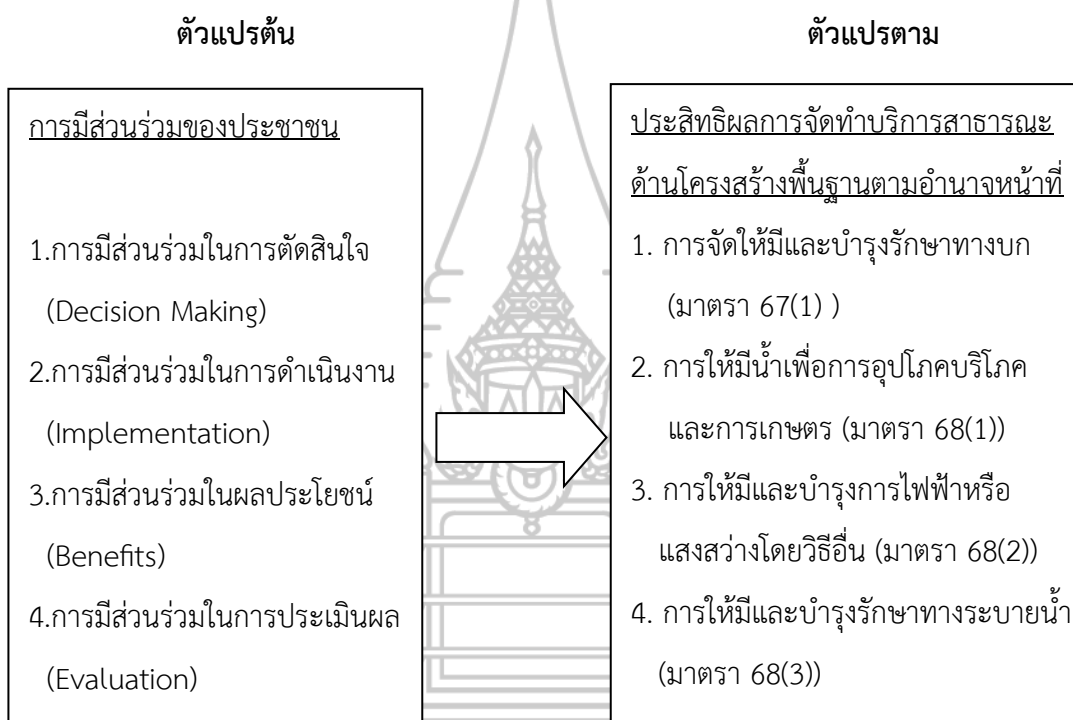 ตัวแปรต้น
การมีส่วนร่วมของประชาชน
1.การมีส่วนร่วมในการตัดสินใจ
(Decision Making)
2.การมีส่วนร่วมในการดำเนินงาน
(Implementation)
3.การมีส่วนร่วมในผลประโยชน์
(Benefits)
4.การมีส่วนร่วมในการประเมินผล
(Evaluation)
ตัวแปรตาม
ประสิทธิผลการจัดทำบริการสาธารณะ
ด้านโครงสร้างพื้นฐานตามอำนาจหน้าที่
1. การจัดให้มีและบำรุงรักษาทางบก
(มาตรา 67(1) )
2. การให้มีน้ำเพื่อการอุปโภคบริโภค
และการเกษตร (มาตรา 68(1))
3. การให้มีและบำรุงการไฟฟ้าหรือ
แสงสว่างโดยวิธีอื่น (มาตรา 68(2))
4. การให้มีและบำรุงรักษาทางระบายน้ำ
(มาตรา 68(3))